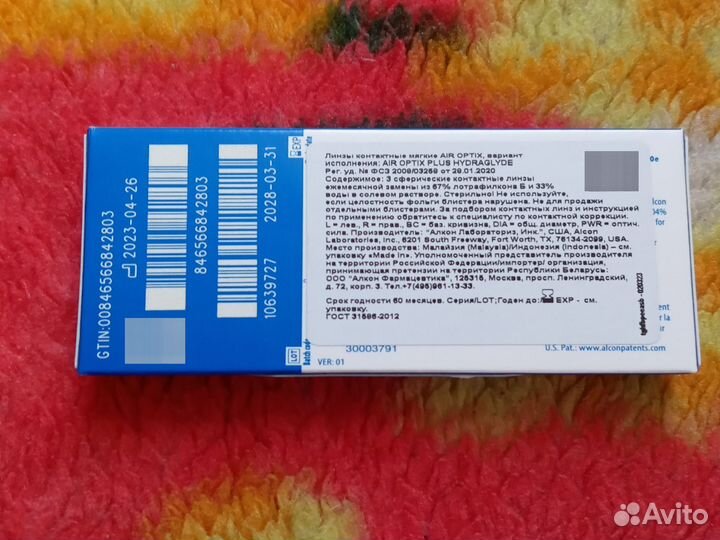 GTIN:00846566842803
2023-04-26
846566842803
10639727
2028-03-31
LOT
EXP
Batch code
Линзы контактные мягкие AIR OPTIX, вариант
исполнения: AIR OPTIX PLUS HYDRAGLYDE
Рег. уд. № ФСЗ 2009/03259 от 29.01.2020
Содержимое: 3 сферические контактные линзы
ежемесячной замены из 67% лотрафилкона Б и 33%
воды в солевом растворе. Стерильно! Не используйте,
если целостность фольги блистера нарушена. Не для продажи
отдельными блистерами. За подбором контактных линз и инструкцией
по применению обратитесь к специалисту по контактной коррекции.
L = лев., R = прав., BC = баз. кривизна, DIA = общ. диаметр, PWR = оптич.
сила. Производитель: "Алкон Лабораториз, Инк.", США, Alcon
Laboratories, Inc., 6201 South Freeway, Fort Worth, TX, 76134-2099, USA.
Место производства: Малайзия (Malaysia)/Индонезия (Indonesia) – см.
упаковку «Made in». Уполномоченный представитель производителя
на территории Российской Федерации/импортер/ организация,
принимающая претензии на территории Республики Беларусь:
ООО "Алкон Фармацевтика", 125315, Москва, просп. Ленинградский,
д. 72, корп. 3. Тел.+7(495)961-13-33.
Срок годности 60 месяцев. Серия/LOT;Годен до:/EXP - см.
упаковку.
ГОСТ 31586-2012
020323
30003791
VER: 01
U.S. Pat.: www.alconpatents.com
Avito